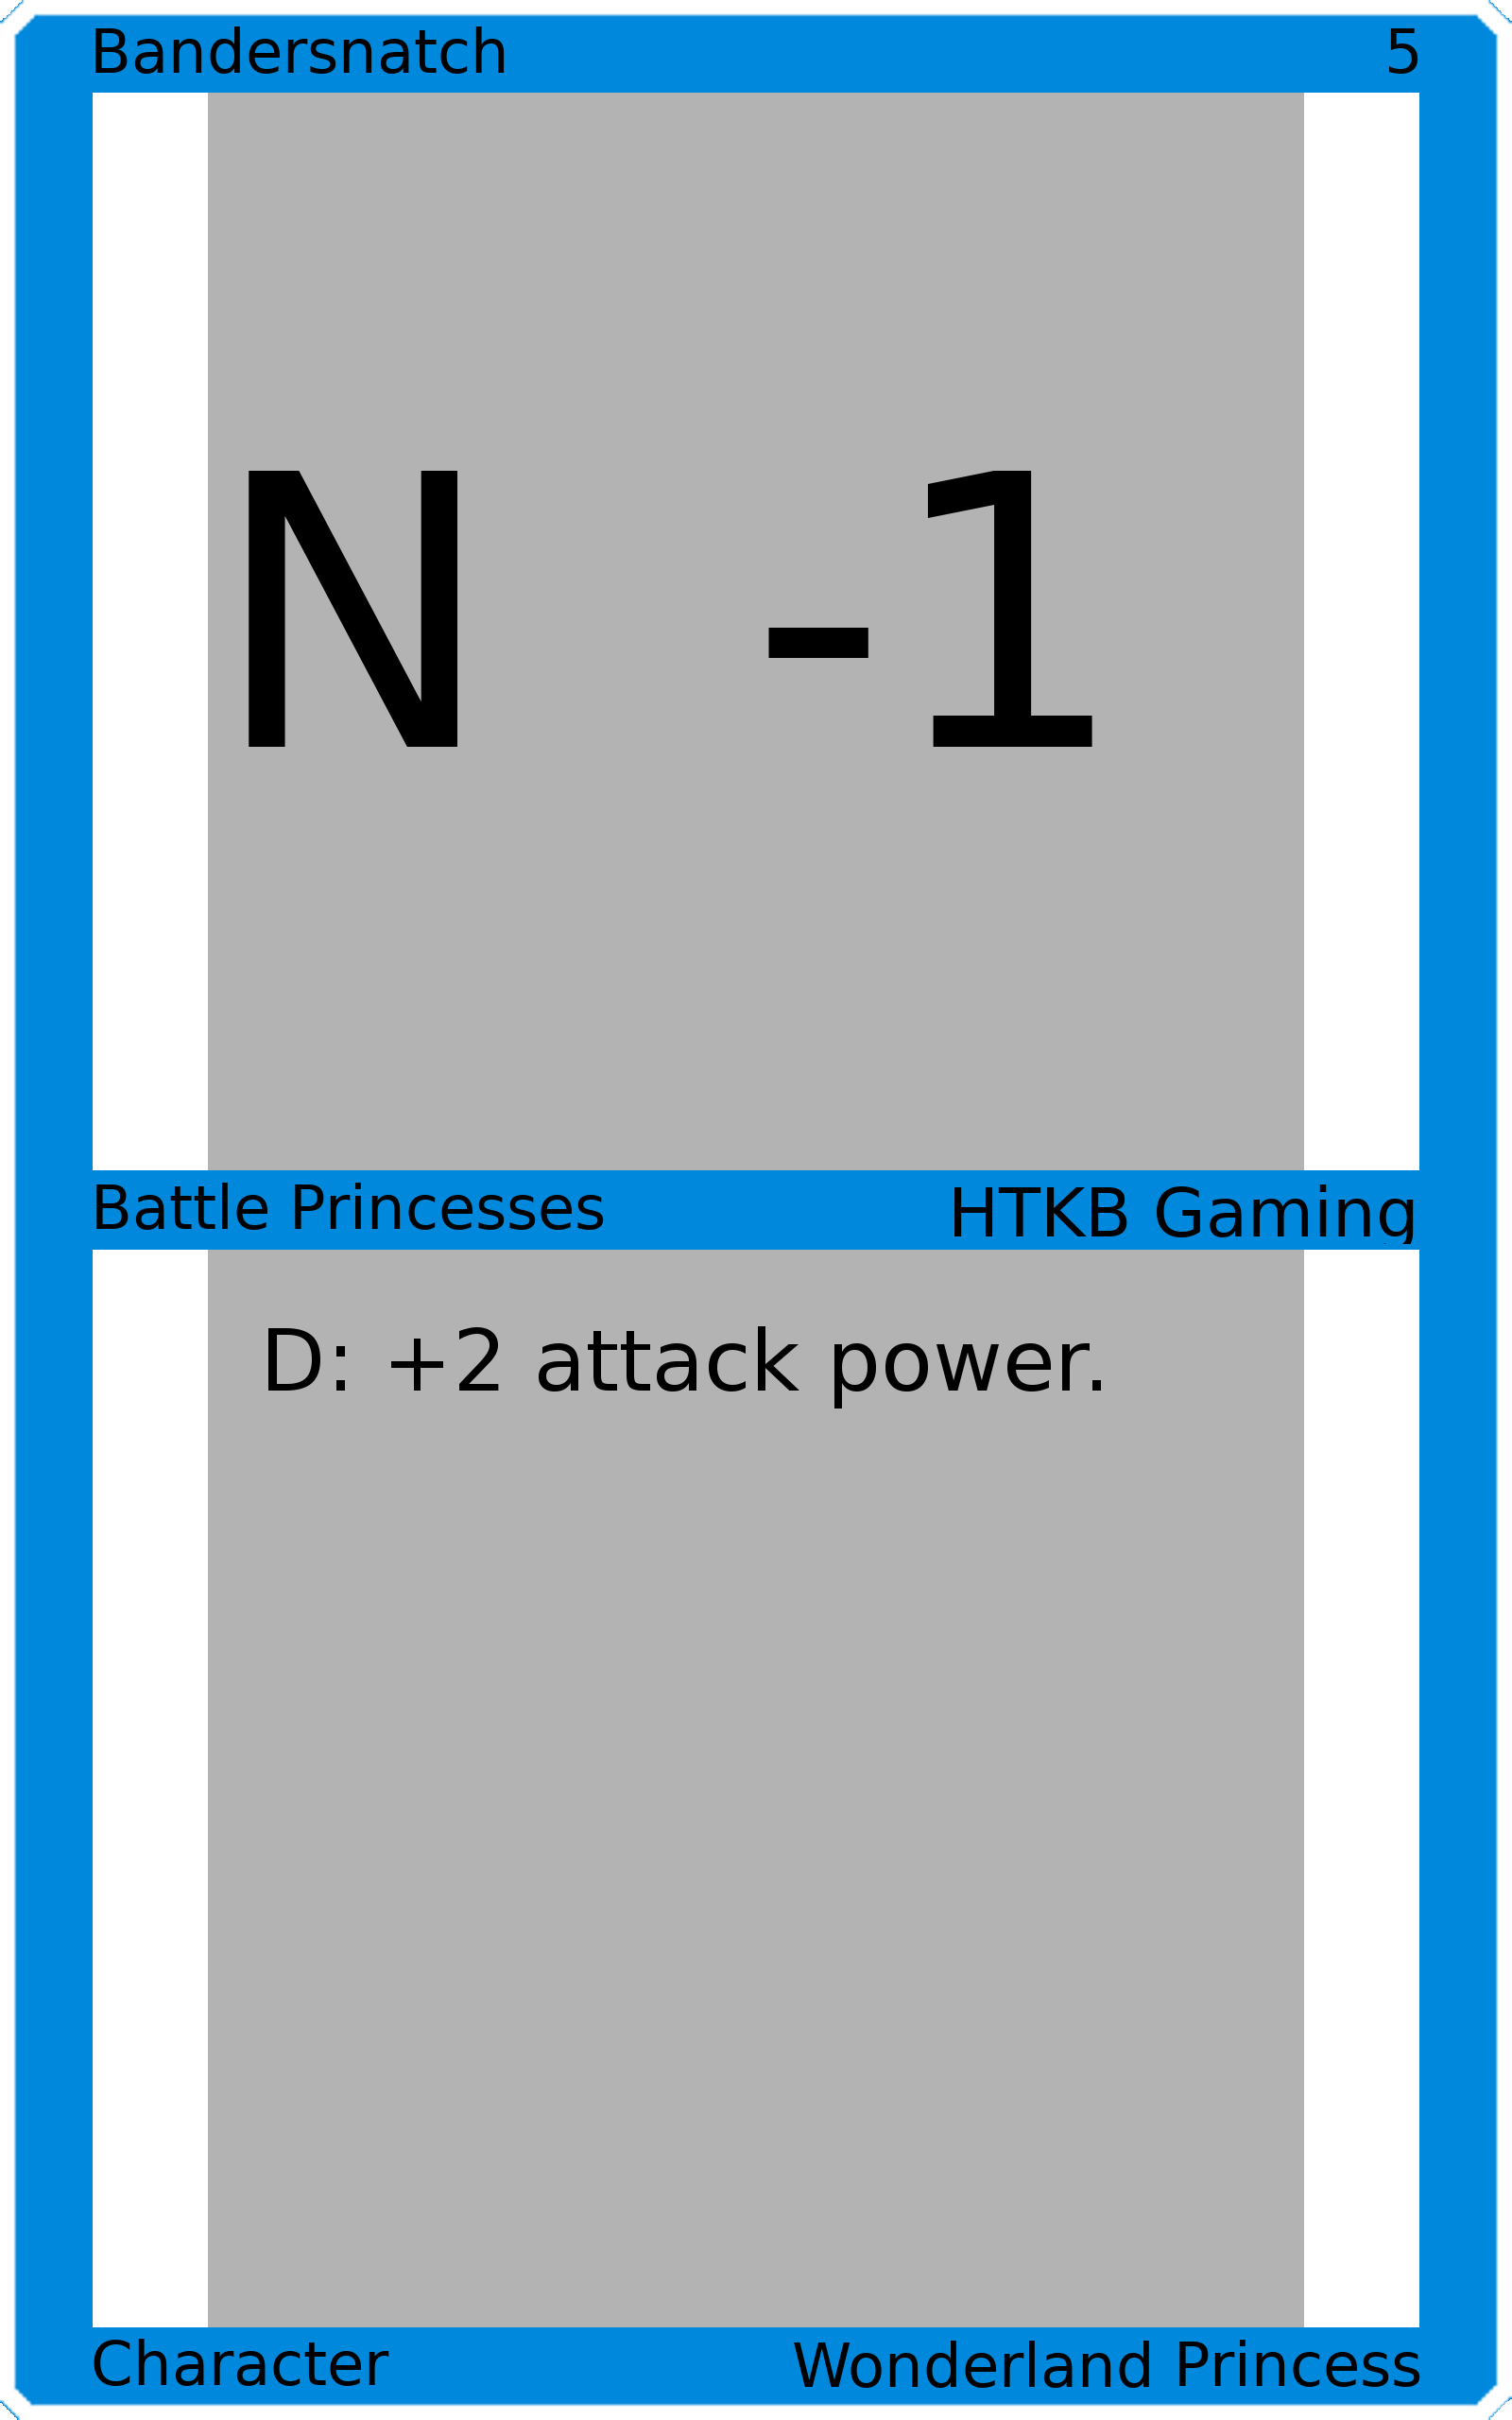 Bandersnatch 5
N -1
Battle Princesses HTKB Gaming
D: +2 attack power.
Character Wonderland Princess